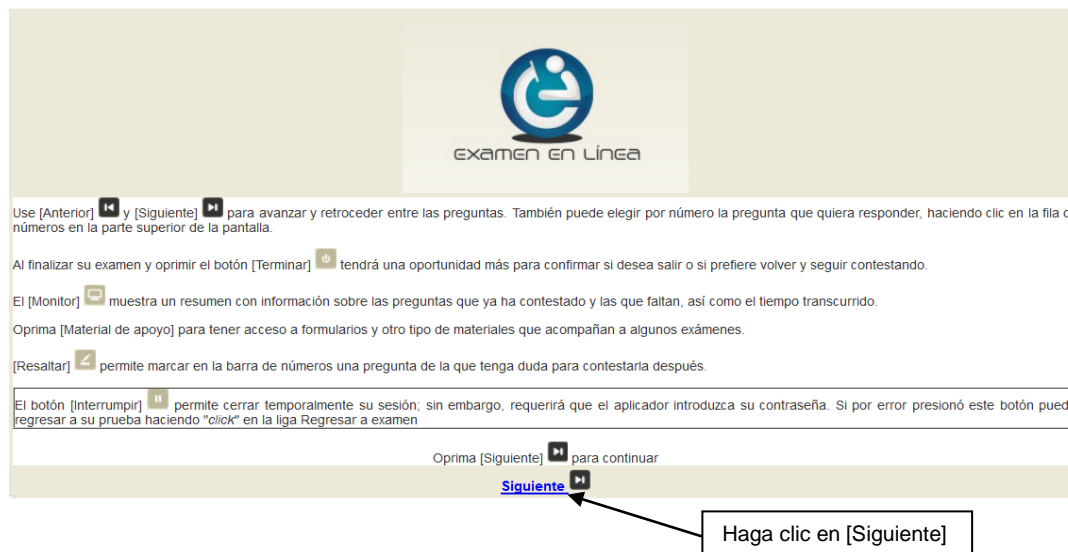 examen en Línea
Use [Anterior] y [Siguiente] para avanzar y retroceder entre las preguntas. También puede elegir por número la pregunta que quiera responder, haciendo clic en la fila
números en la parte superior de la pantalla.
Al finalizar su examen y oprimir el botón [Terminar] tendrá una oportunidad más para confirmar si desea salir o si prefiere volver y seguir contestando.
El [Monitor] muestra un resumen con información sobre las preguntas que ya ha contestado y las que faltan, así como el tiempo transcurrido.
Oprima [Material de apoyo] para tener acceso a formularios y otro tipo de materiales que acompañan a algunos exámenes.
[Resaltar] permite marcar en la barra de números una pregunta de la que tenga duda para contestarla después.
El botón [Interrumpir] permite cerrar temporalmente su sesión; sin embargo, requerirá que el aplicador introduzca su contraseña. Si por error presionó este botón pued
regresar a su prueba haciendo "click" en la liga Regresar a examen
Oprima [Siguiente] para continuar
Siguiente
Haga clic en [Siguiente]